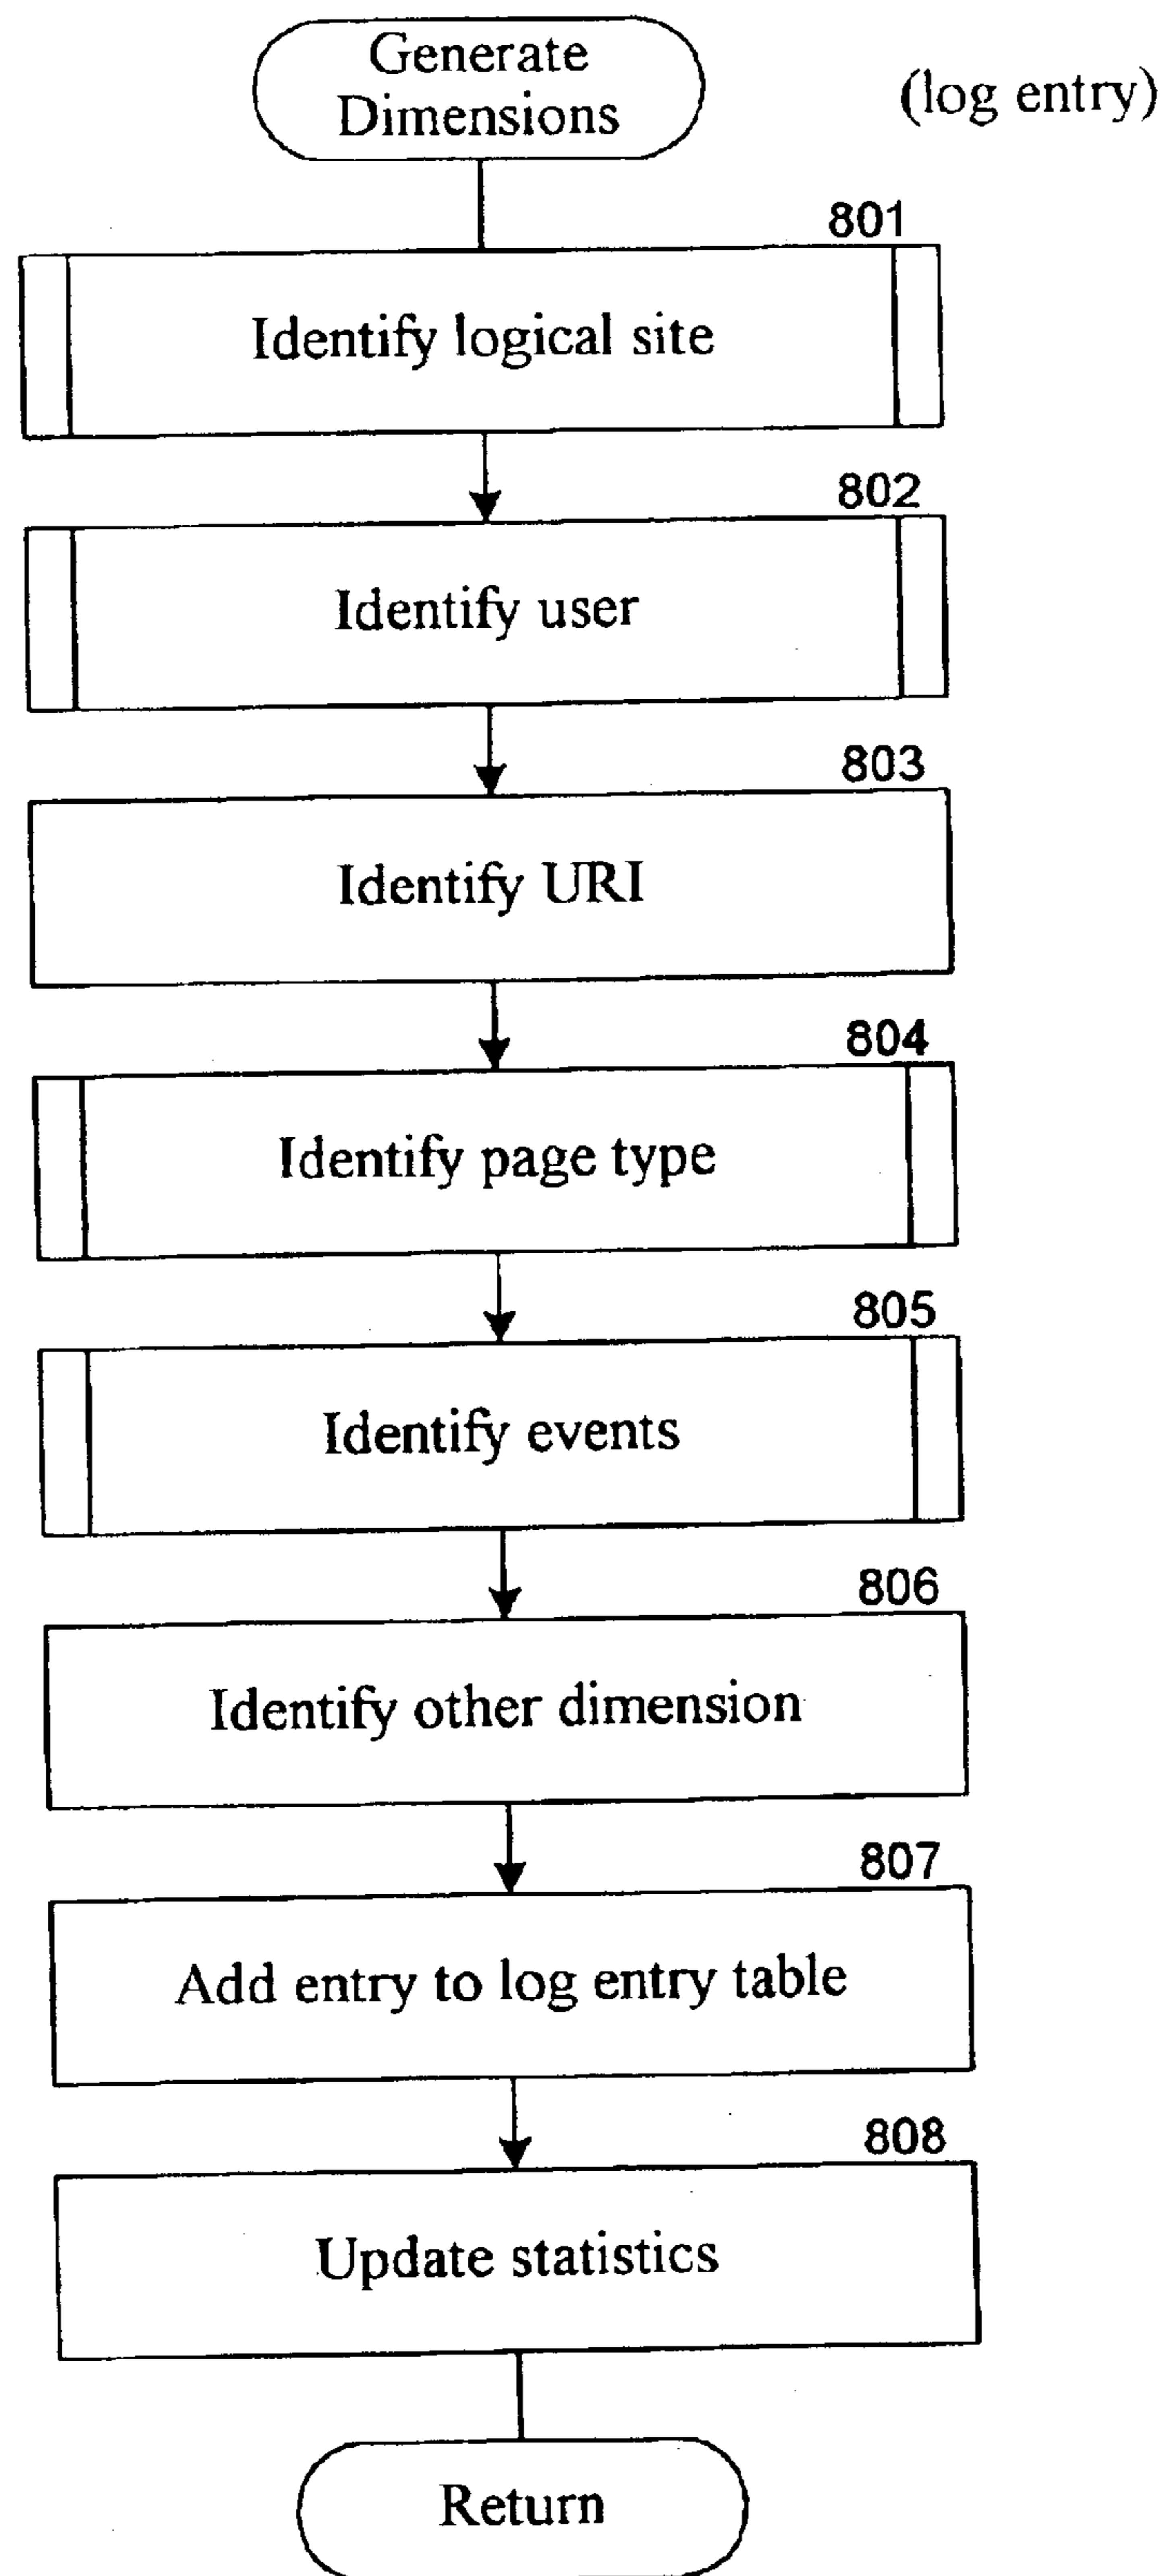 Generate
Dimensions
(log entry)
801
Identify logical site
802
Identify user
803
Identify URI
804
Identify page type
805
Identify events
806
Identify other dimension
807
Add entry to log entry table
808
Update statistics
Return